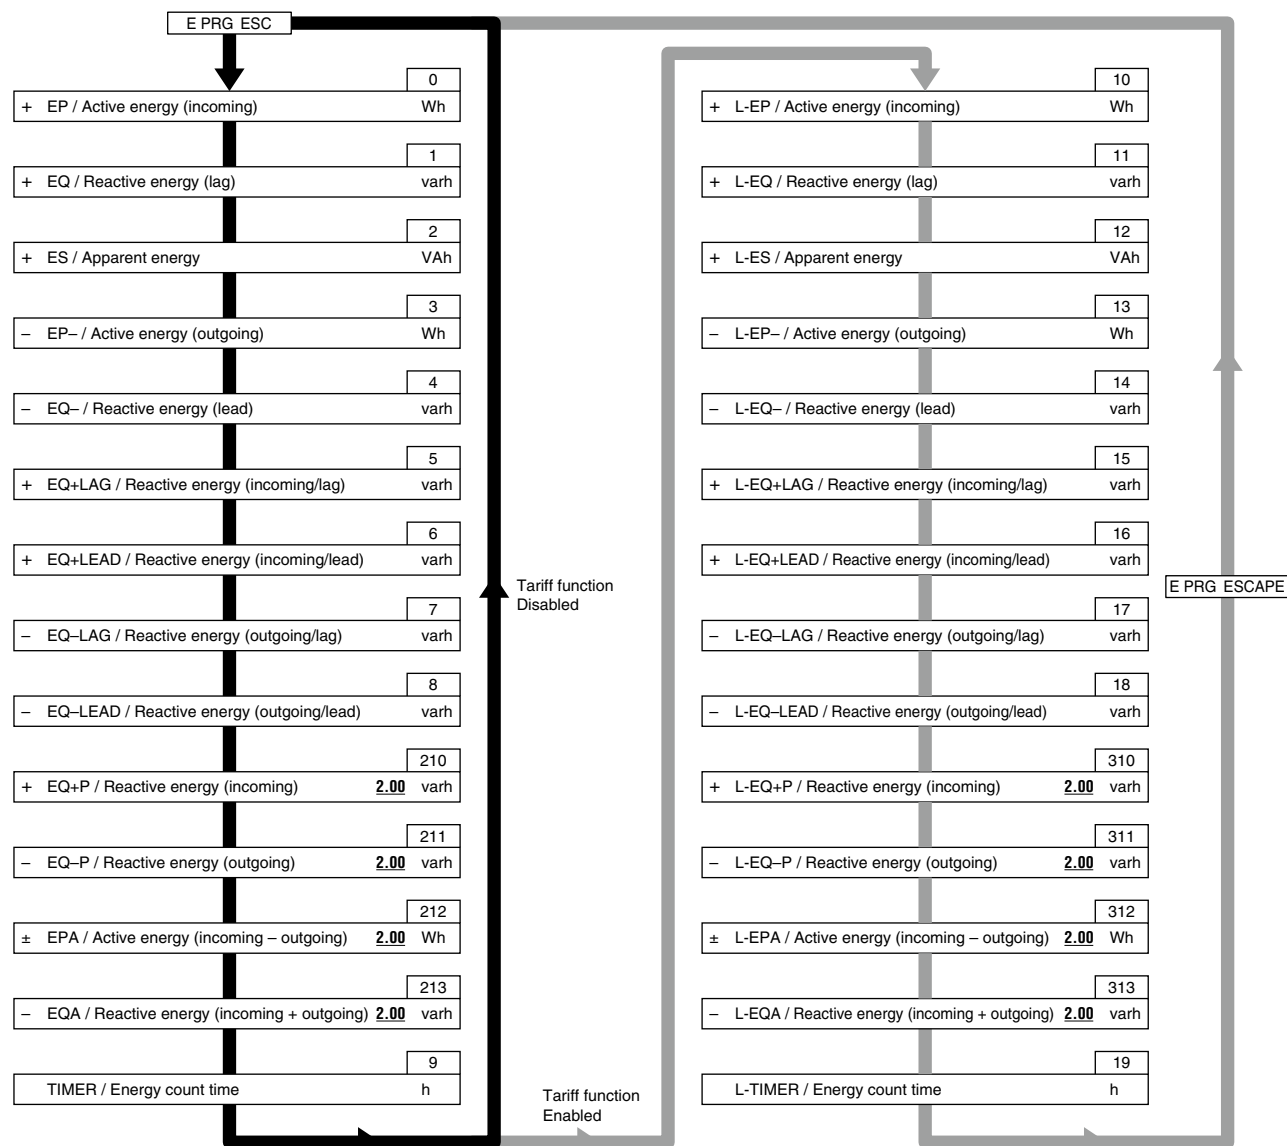 E PRG ESC
0
+ EP / Active energy (incoming) Wh
1
+ EQ / Reactive energy (lag) varh
2
+ ES / Apparent energy VAh
3
– EP– / Active energy (outgoing) Wh
4
– EQ– / Reactive energy (lead) varh
5
+ EQ+LAG / Reactive energy (incoming/lag) varh
6
+ EQ+LEAD / Reactive energy (incoming/lead) varh
7
– EQ–LAG / Reactive energy (outgoing/lag) varh
8
– EQ–LEAD / Reactive energy (outgoing/lead) varh
210
+ EQ+P / Reactive energy (incoming) 2.00 varh
211
– EQ–P / Reactive energy (outgoing) 2.00 varh
212
± EPA / Active energy (incoming – outgoing) 2.00 Wh
213
– EQA / Reactive energy (incoming + outgoing) 2.00 varh
9
TIMER / Energy count time h
Tariff function
Disabled
Tariff function
Enabled
10
+ L-EP / Active energy (incoming) Wh
11
+ L-EQ / Reactive energy (lag) varh
12
+ L-ES / Apparent energy VAh
13
– L-EP– / Active energy (outgoing) Wh
14
– L-EQ– / Reactive energy (lead) varh
15
+ L-EQ+LAG / Reactive energy (incoming/lag) varh
16
+ L-EQ+LEAD / Reactive energy (incoming/lead) varh
17
– L-EQ–LAG / Reactive energy (outgoing/lag) varh
18
– L-EQ–LEAD / Reactive energy (outgoing/lead) varh
310
+ L-EQ+P / Reactive energy (incoming) 2.00 varh
311
– L-EQ–P / Reactive energy (outgoing) 2.00 varh
312
± L-EPA / Active energy (incoming – outgoing) 2.00 Wh
313
– L-EQA / Reactive energy (incoming + outgoing) 2.00 varh
19
L-TIMER / Energy count time h
E PRG ESCAPE